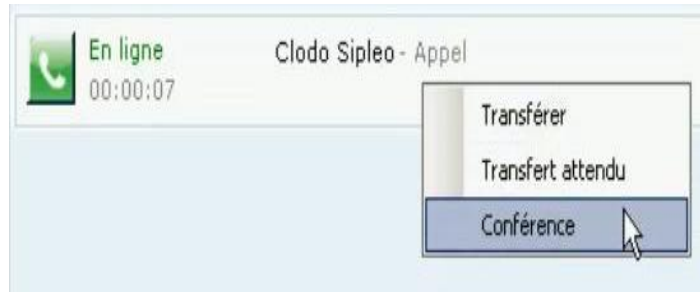 En ligne Clodo Sipleo - Appel
00:00:07
Transférer
Transfert attendu
Conférence